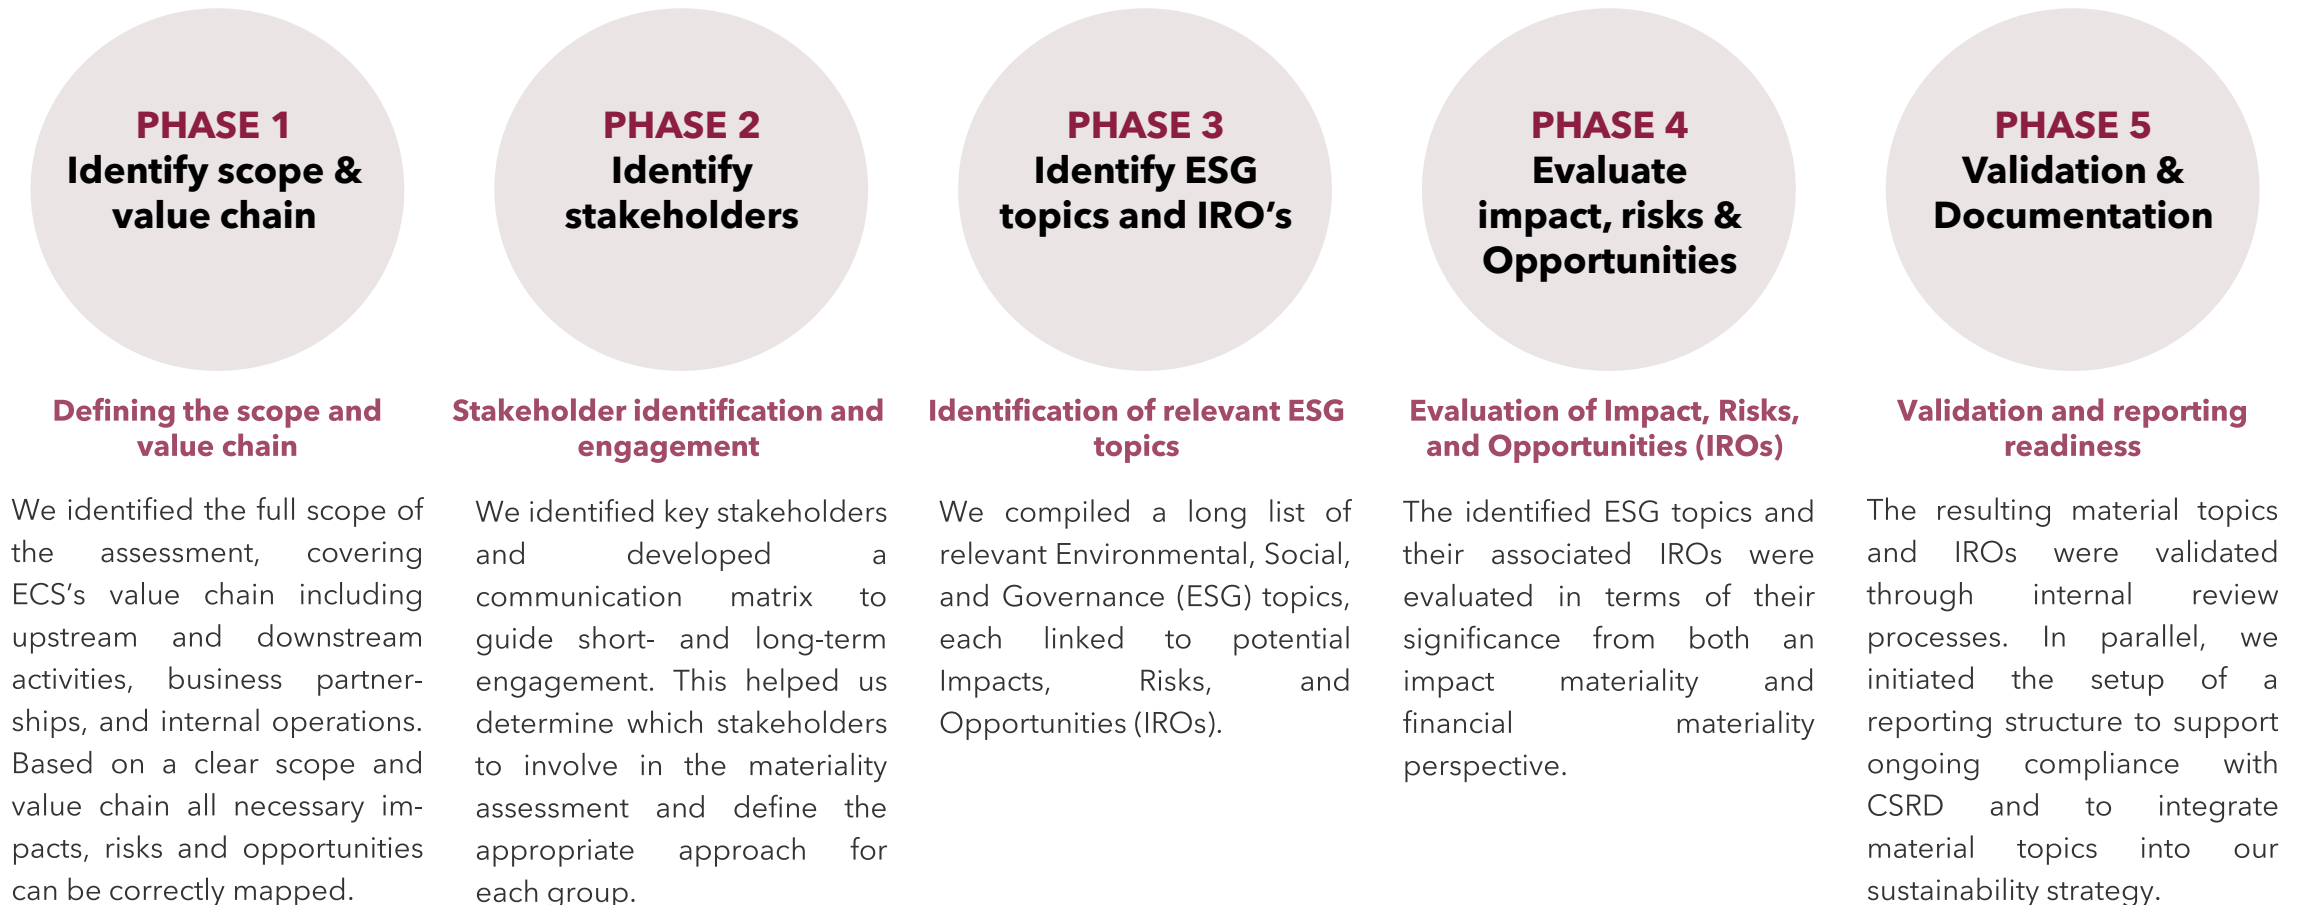 PHASE 1
Identify scope &
value chain
Defining the scope and
value chain
We identified the full scope of
the assessment, covering
ECS’s value chain including
upstream and downstream
activities, business partner-
ships, and internal operations.
Based on a clear scope and
value chain all necessary im-
pacts, risks and opportunities
can be correctly mapped.
PHASE 2
Identify
stakeholders
Stakeholder identification and
engagement
We identified key stakeholders
and developed a
communication matrix to
guide short- and long-term
engagement. This helped us
determine which stakeholders
to involve in the materiality
assessment and define the
appropriate approach for
each group.
PHASE 3
Identify ESG
topics and IRO’s
Identification of relevant ESG
topics
We compiled a long list of
relevant Environmental, Social,
and Governance (ESG) topics,
each linked to potential
Impacts, Risks, and
Opportunities (IROs).
PHASE 4
Evaluate
impact, risks &
Opportunities
Evaluation of Impact, Risks,
and Opportunities (IROs)
The identified ESG topics and
their associated IROs were
evaluated in terms of their
significance from both an
impact materiality and
financial materiality
perspective.
PHASE 5
Validation &
Documentation
Validation and reporting
readiness
The resulting material topics
and IROs were validated
through internal review
processes. In parallel, we
initiated the setup of a
reporting structure to support
ongoing compliance with
CSRD and to integrate
material topics into our
sustainability strategy.